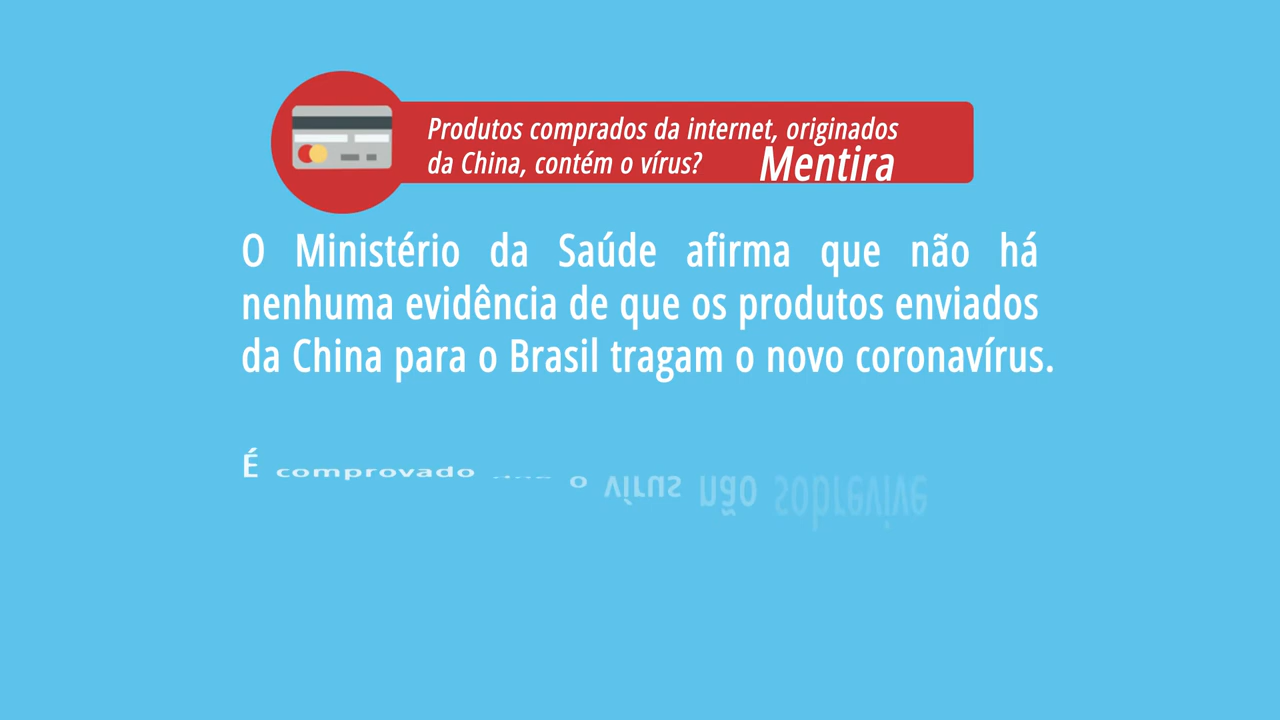 Produtos comprados da internet, originados
da China, contém o vírus? Mentira
O Ministério da Saúde afirma que não há
nenhuma evidência de que os produtos enviados
da China para o Brasil tragam o novo coronavírus.
É comprovado que o vírus não sobrevive